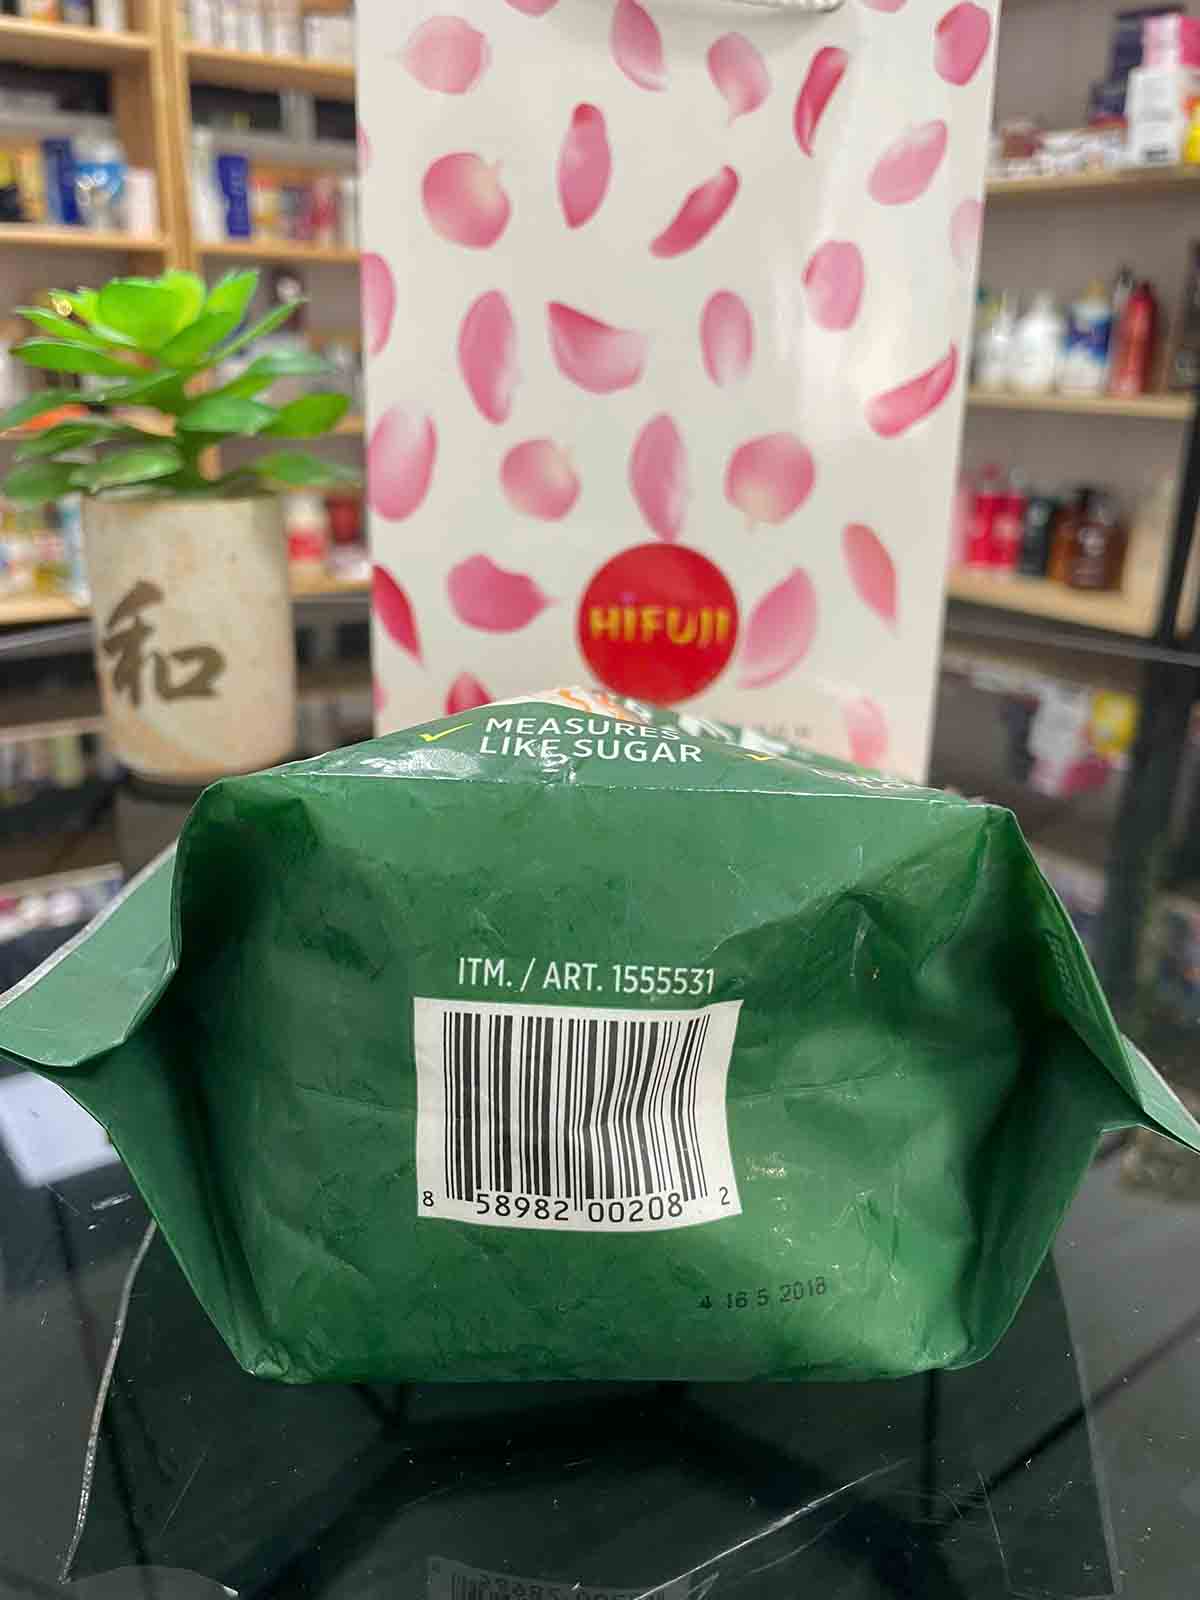 和
HiFUJI
MEASURES
LIKE SUGAR
ITM. / ART. 1555531
8 58982 00208 2
4 16 5 2018